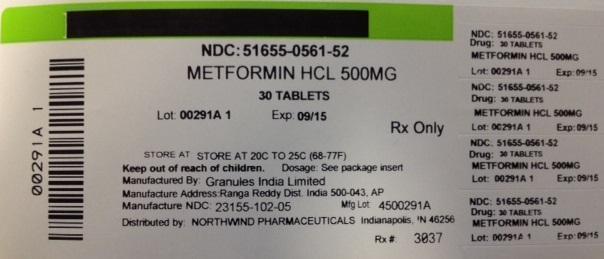 NDC: 51655-0561-52
METFORMIN HCL 500MG
30 TABLETS
Lot: 00291A 1 Exp: 09/15
Rx Only
STORE AT STORE AT 20C TO 25C (68-77F)
Keep out of reach of children. Dosage: See package insert
Manufactured By: Granules India Limited
Manufacture Address:Ranga Reddy Dist. India 500-043, AP
Manufacture NDC: 23155-102-05 Mfg Lot: 4500291A
Distributed by: NORTHWIND PHARMACEUTICALS Indianapolis, IN 46256
Rx #: 3037
00291A 1
NDC: 51655-0561-52
Drug: 30 TABLETS
METFORMIN HCL 500MG
Lot: 00291A 1 Exp: 09/15
NDC: 51655-0561-52
Drug: 30 TABLETS
METFORMIN HCL 500MG
Lot: 00291A 1 Exp: 09/15
NDC: 51655-0561-52
Drug: 30 TABLETS
METFORMIN HCL 500MG
Lot: 00291A 1 Exp: 09/15
NDC: 51655-0561-52
Drug: 30 TABLETS
METFORMIN HCL 500MG
Lot: 00291A 1 Exp: 09/15